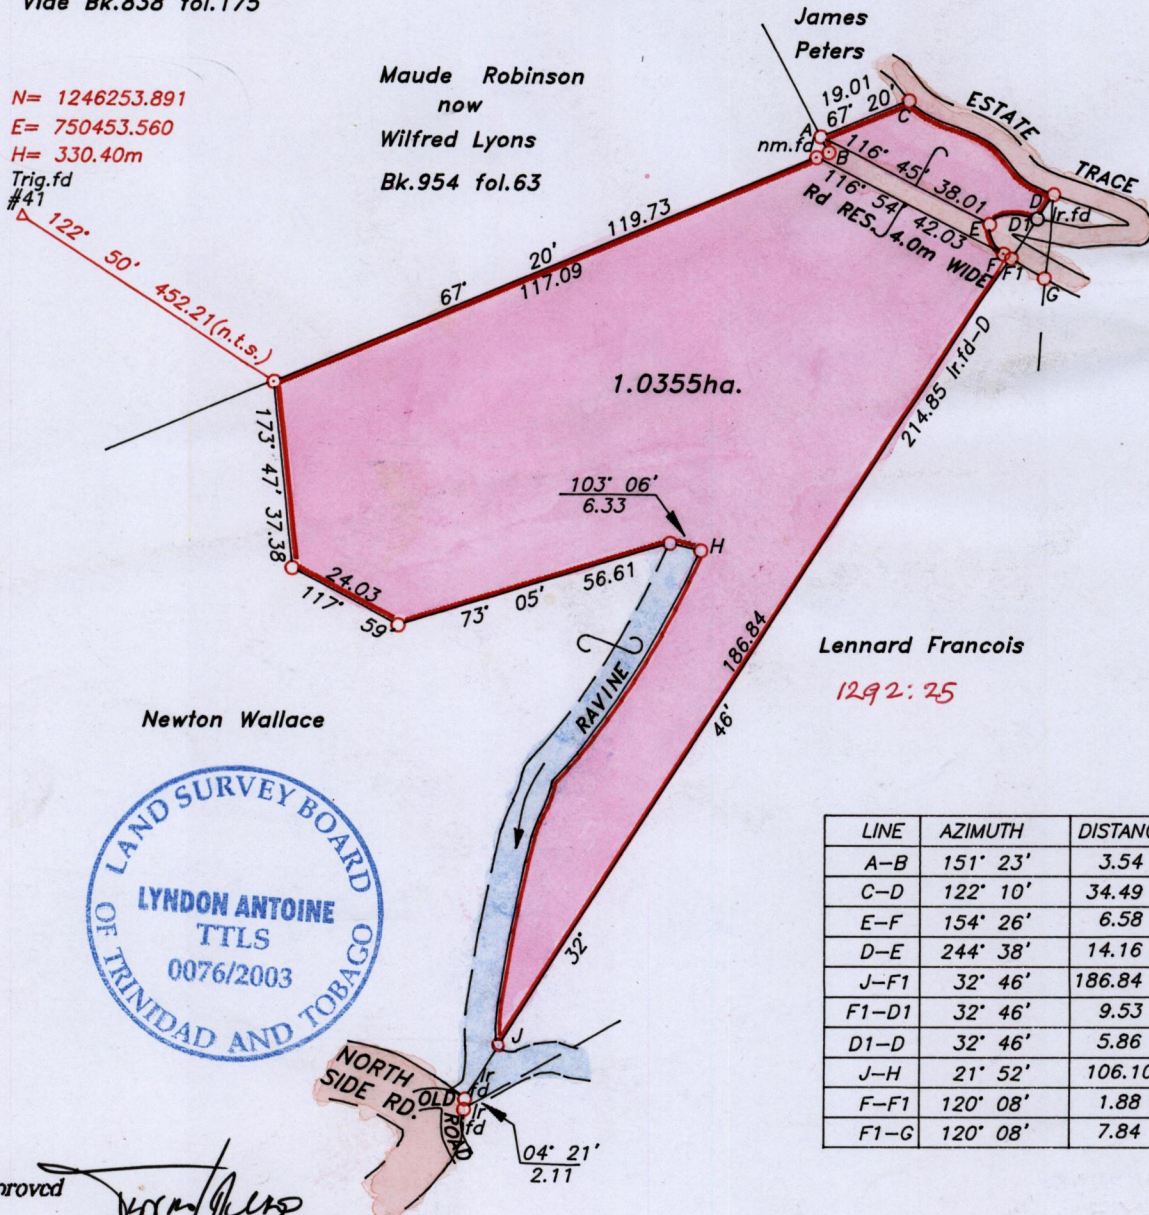 Vide Bk.838 fol.175
N= 1246253.891
E= 750453.560
H= 330.40m
Trig.fd
#41
122° 50' 452.21(n.t.s.)
Maude Robinson
now
Wilfred Lyons
Bk.954 fol.63
James
Peters
19.01
67° 20'
A
B
C
nm.fd
116° 45' 38.01
116° 54' 42.03
Rd RES. 4.0m WIDE
ESTATE TRACE
D
D1
Ir.fd
E
F
F1
G
119.73
67° 20'
117.09
1.0355ha.
214.85 Ir.fd-D
173° 47' 37.38
24.03
117° 59'
73° 05' 56.61
103° 06'
6.33
H
186.84
32° 46'
RAVINE
Lennard Francois
1292:25
Newton Wallace
LAND SURVEY BOARD
OF TRINIDAD AND TOBAGO
LYNDON ANTOINE
TTLS
0076/2003
J
Ir
fd
Ir
fd
NORTH
SIDE RD.
OLD
ROAD
04° 21'
2.11
LINE AZIMUTH DISTANC
A-B 151° 23' 3.54
C-D 122° 10' 34.49
E-F 154° 26' 6.58
D-E 244° 38' 14.16
J-F1 32° 46' 186.84
F1-D1 32° 46' 9.53
D1-D 32° 46' 5.86
J-H 21° 52' 106.10
F-F1 120° 08' 1.88
F1-G 120° 08' 7.84
proved